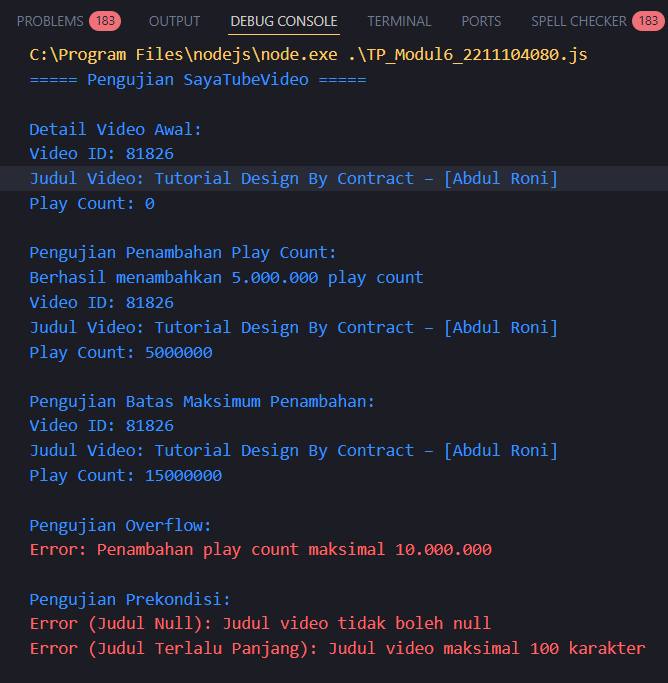 PROBLEMS 183 OUTPUT DEBUG CONSOLE TERMINAL PORTS SPELL CHECKER 183
C:\Program Files\nodejs\node.exe .\TP_Modul6_2211104080.js
===== Pengujian SayaTubeVideo =====
Detail Video Awal:
Video ID: 81826
Judul Video: Tutorial Design By Contract – [Abdul Roni]
Play Count: 0
Pengujian Penambahan Play Count:
Berhasil menambahkan 5.000.000 play count
Video ID: 81826
Judul Video: Tutorial Design By Contract – [Abdul Roni]
Play Count: 5000000
Pengujian Batas Maksimum Penambahan:
Video ID: 81826
Judul Video: Tutorial Design By Contract – [Abdul Roni]
Play Count: 15000000
Pengujian Overflow:
Error: Penambahan play count maksimal 10.000.000
Pengujian Prekondisi:
Error (Judul Null): Judul video tidak boleh null
Error (Judul Terlalu Panjang): Judul video maksimal 100 karakter